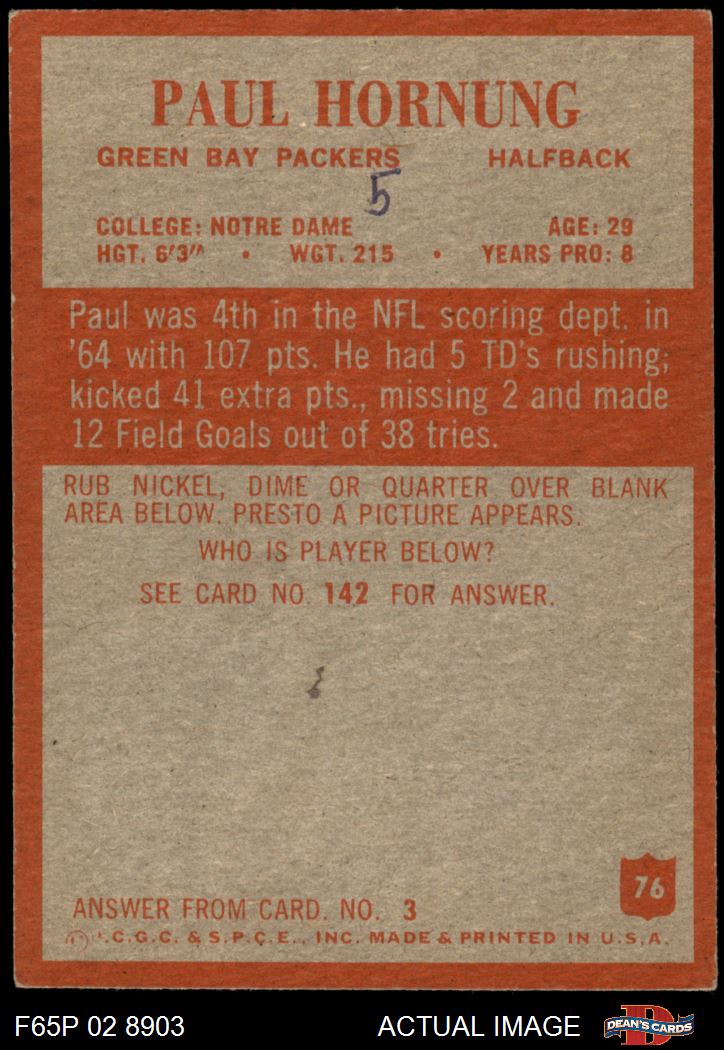 PAUL HORNUNG
GREEN BAY PACKERS HALFBACK
5
COLLEGE: NOTRE DAME AGE: 29
HGT. 6'3" • WGT. 215 • YEARS PRO: 8
Paul was 4th in the NFL scoring dept. in
'64 with 107 pts. He had 5 TD's rushing;
kicked 41 extra pts., missing 2 and made
12 Field Goals out of 38 tries.
RUB NICKEL, DIME OR QUARTER OVER BLANK
AREA BELOW. PRESTO A PICTURE APPEARS.
WHO IS PLAYER BELOW?
SEE CARD NO. 142 FOR ANSWER.
76
ANSWER FROM CARD. NO. 3
P.C.G.C. & S.P.C.E., INC. MADE & PRINTED IN U.S.A.
F65P 02 8903 ACTUAL IMAGE
D
DEAN'S CARDS